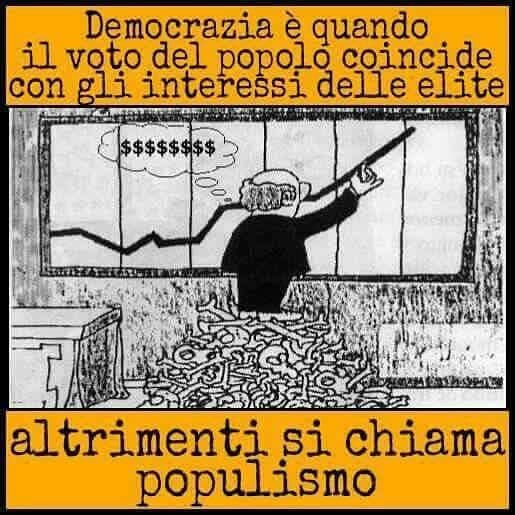 Democrazia è quando
il voto del popolo coincide
con gli interessi delle elite
$$$$$$$$
altrimenti si chiama
populismo